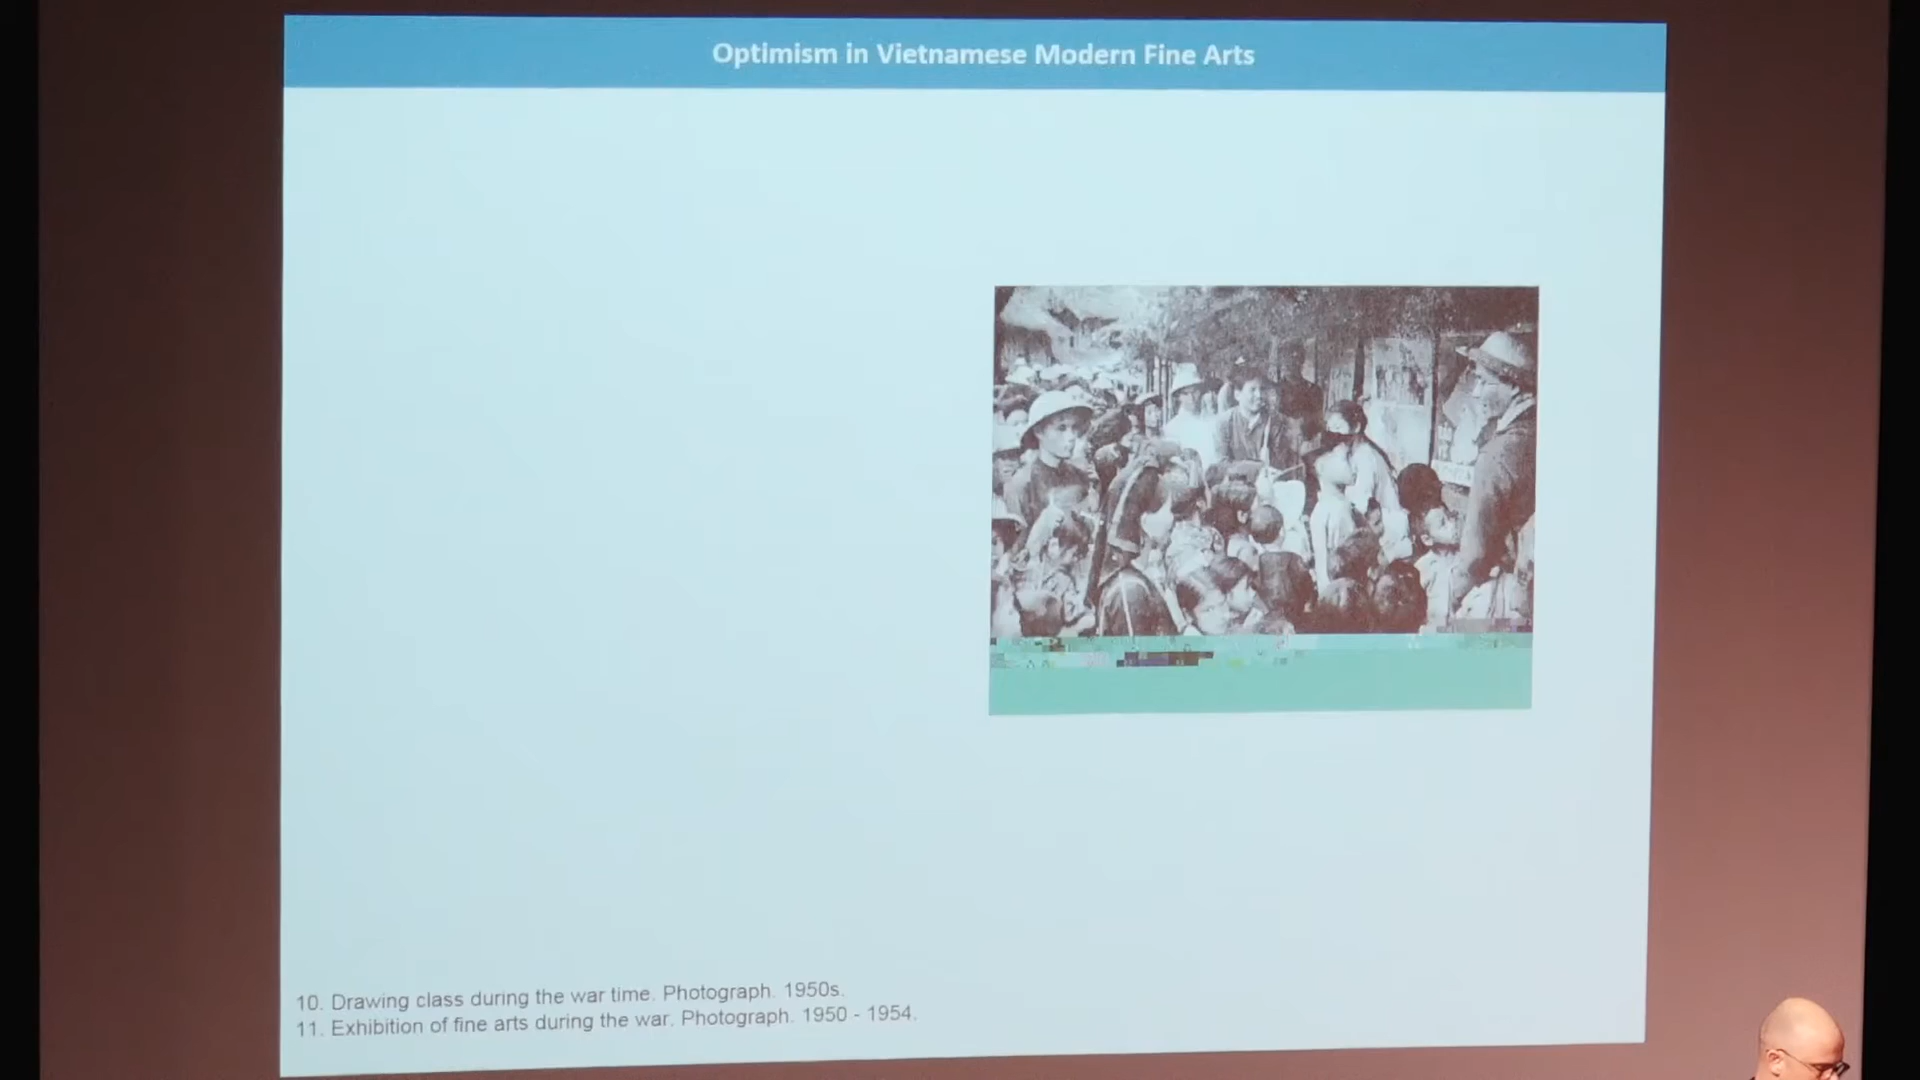 Optimism in Vietnamese Modern Fine Arts
10. Drawing class during the war time. Photograph. 1950s.
11. Exhibition of fine arts during the war. Photograph. 1950 - 1954.